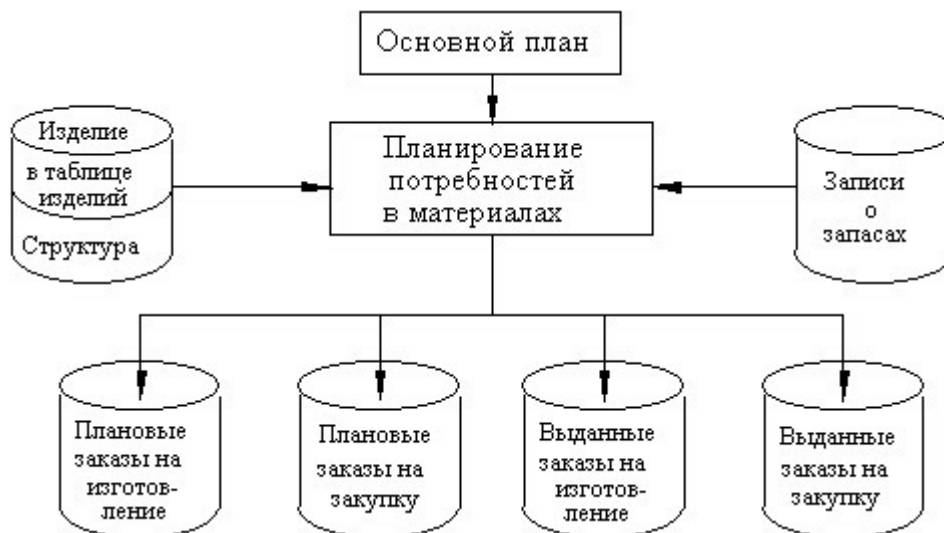 Основной план
Изделие
в таблице
изделий
Структура
Планирование
потребностей
в материалах
Записи
о
запасах
Плановые
заказы на
изготов-
ление
Плановые
заказы на
закупку
Выданные
заказы на
изготов-
ление
Выданные
заказы на
закупку